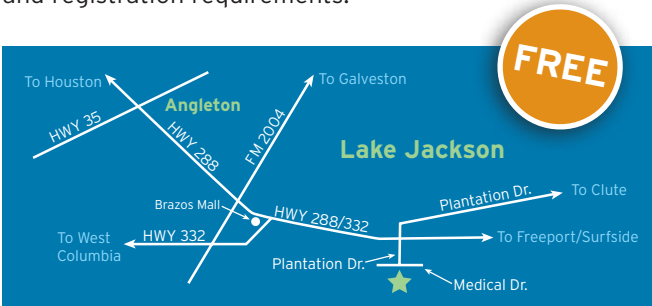 and registration requirements.
FREE
To Houston
To Galveston
Angleton
HWY 35
HWY 288
FM 2004
Lake Jackson
Plantation Dr.
To Clute
Brazos Mall
HWY 288/332
To West
Columbia
HWY 332
To Freeport/Surfside
Plantation Dr.
Medical Dr.